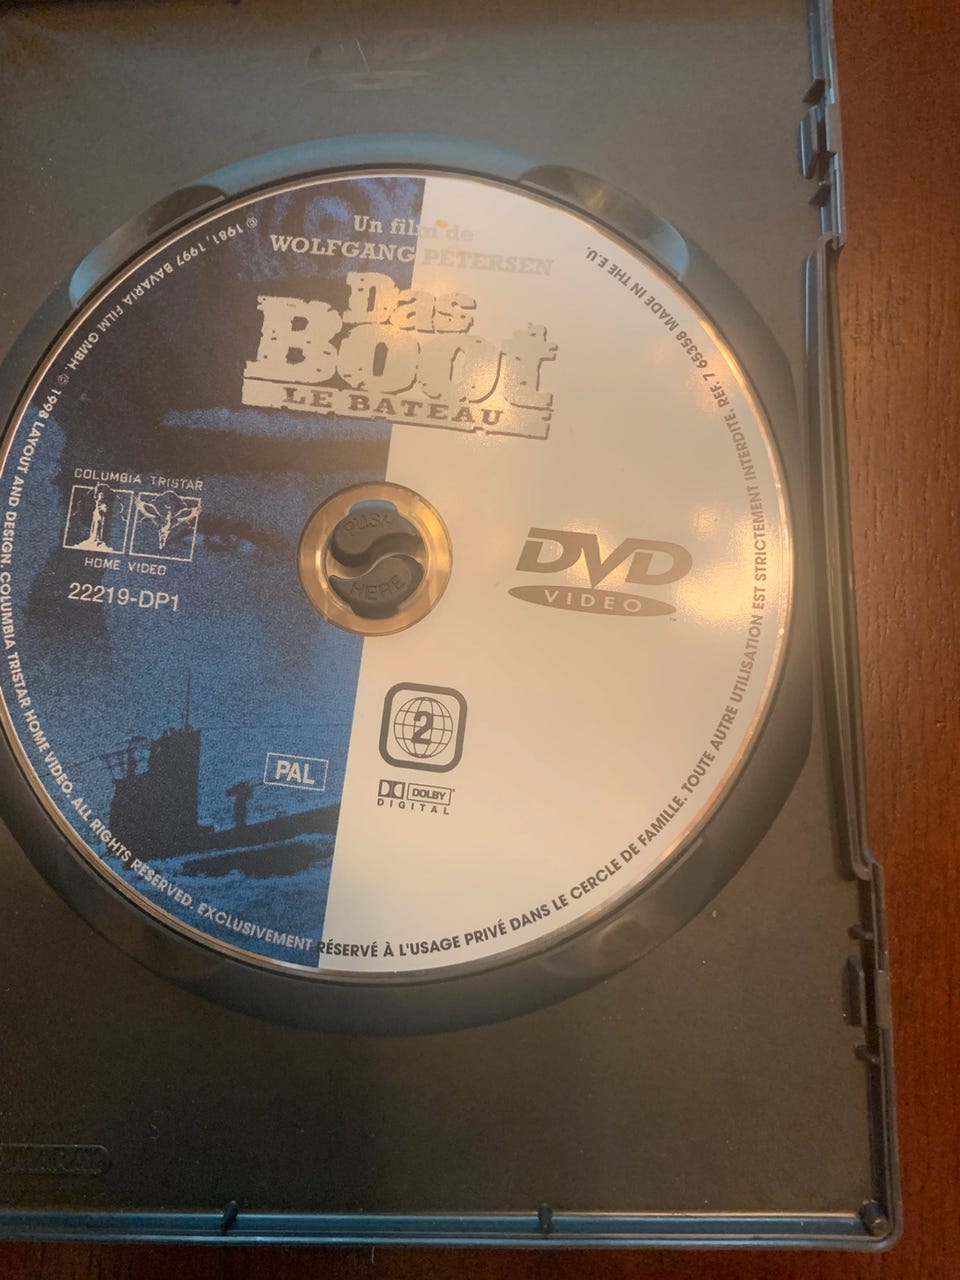 Un film de
WOLFGANG PETERSEN
Das
Boot
LE BATEAU
COLUMBIA TRISTAR
HOME VIDEO
22219-DP1
PUSH
HERE
DVD
VIDEO
™
2
PAL
DOLBY
DIGITAL
© 1981, 1997 BAVARIA FILM GMBH. © 1998 LAYOUT AND DESIGN, COLUMBIA TRISTAR HOME VIDEO. ALL RIGHTS RESERVED. EXCLUSIVEMENT RÉSERVÉ À L'USAGE PRIVÉ DANS LE CERCLE DE FAMILLE. TOUTE AUTRE UTILISATION EST STRICTEMENT INTERDITE. REF. 7 65358 MADE IN THE E.U.